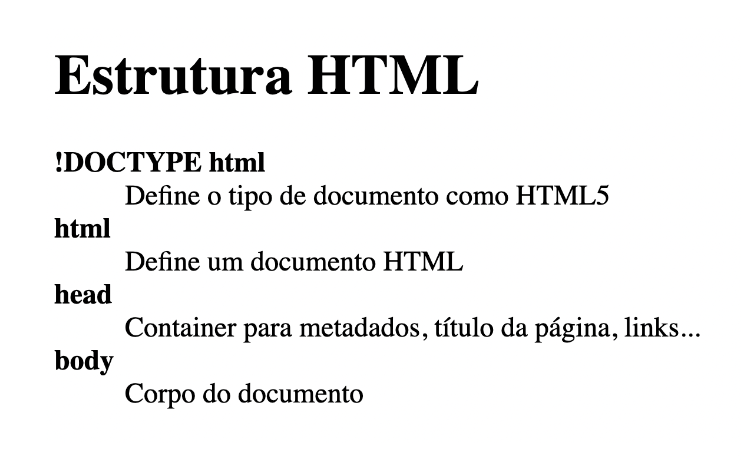 Estrutura HTML
!DOCTYPE html
Define o tipo de documento como HTML5
html
Define um documento HTML
head
Container para metadados, título da página, links...
body
Corpo do documento